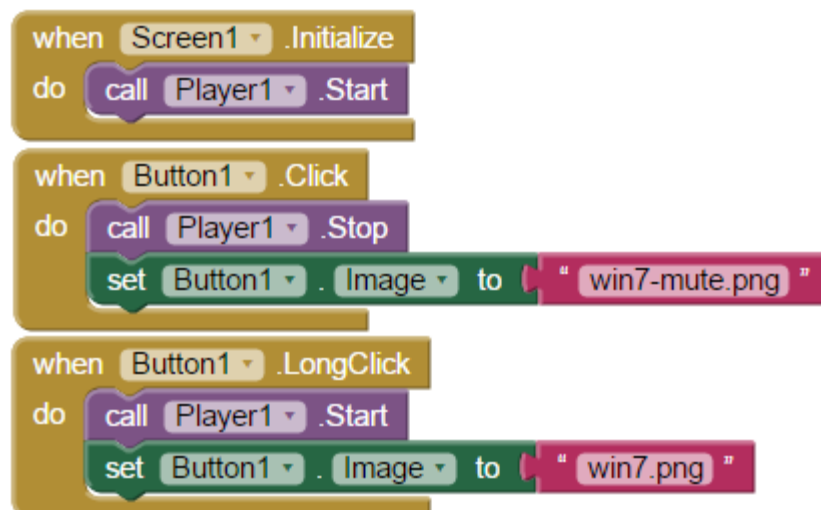 when Screen1 .Initialize
do call Player1 .Start
when Button1 .Click
do call Player1 .Stop
set Button1 . Image to " win7-mute.png "
when Button1 .LongClick
do call Player1 .Start
set Button1 . Image to " win7.png "